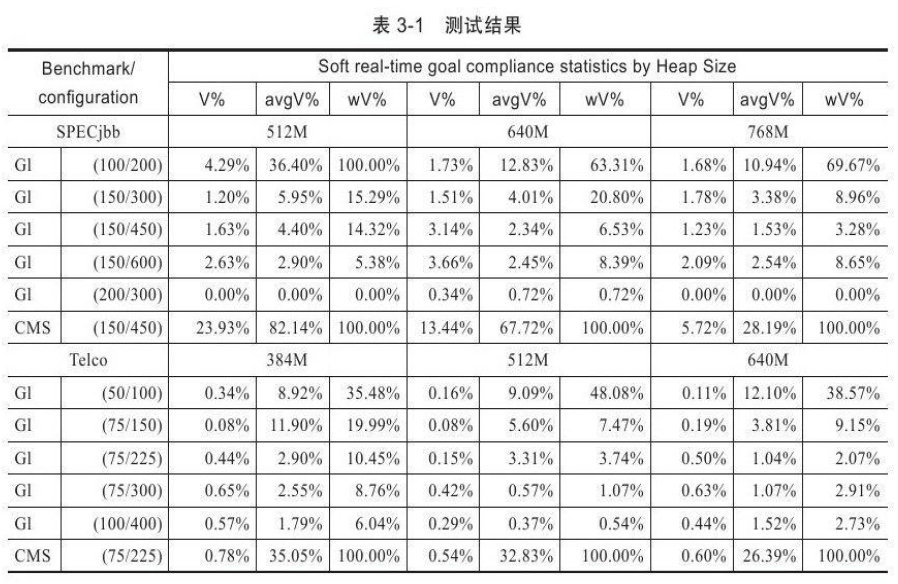 表 3-1 测试结果
Benchmark/ configuration Soft real-time goal compliance statistics by Heap Size
V% avgV% wV% V% avgV% wV% V% avgV% wV%
SPECjbb 512M 640M 768M
Gl (100/200) 4.29% 36.40% 100.00% 1.73% 12.83% 63.31% 1.68% 10.94% 69.67%
Gl (150/300) 1.20% 5.95% 15.29% 1.51% 4.01% 20.80% 1.78% 3.38% 8.96%
Gl (150/450) 1.63% 4.40% 14.32% 3.14% 2.34% 6.53% 1.23% 1.53% 3.28%
Gl (150/600) 2.63% 2.90% 5.38% 3.66% 2.45% 8.39% 2.09% 2.54% 8.65%
Gl (200/300) 0.00% 0.00% 0.00% 0.34% 0.72% 0.72% 0.00% 0.00% 0.00%
CMS (150/450) 23.93% 82.14% 100.00% 13.44% 67.72% 100.00% 5.72% 28.19% 100.00%
Telco 384M 512M 640M
Gl (50/100) 0.34% 8.92% 35.48% 0.16% 9.09% 48.08% 0.11% 12.10% 38.57%
Gl (75/150) 0.08% 11.90% 19.99% 0.08% 5.60% 7.47% 0.19% 3.81% 9.15%
Gl (75/225) 0.44% 2.90% 10.45% 0.15% 3.31% 3.74% 0.50% 1.04% 2.07%
Gl (75/300) 0.65% 2.55% 8.76% 0.42% 0.57% 1.07% 0.63% 1.07% 2.91%
Gl (100/400) 0.57% 1.79% 6.04% 0.29% 0.37% 0.54% 0.44% 1.52% 2.73%
CMS (75/225) 0.78% 35.05% 100.00% 0.54% 32.83% 100.00% 0.60% 26.39% 100.00%